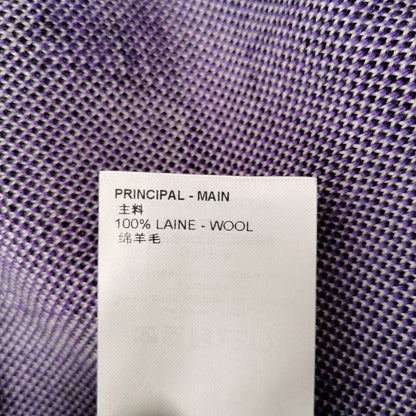 PRINCIPAL - MAIN
主料
100% LAINE - WOOL
绵羊毛